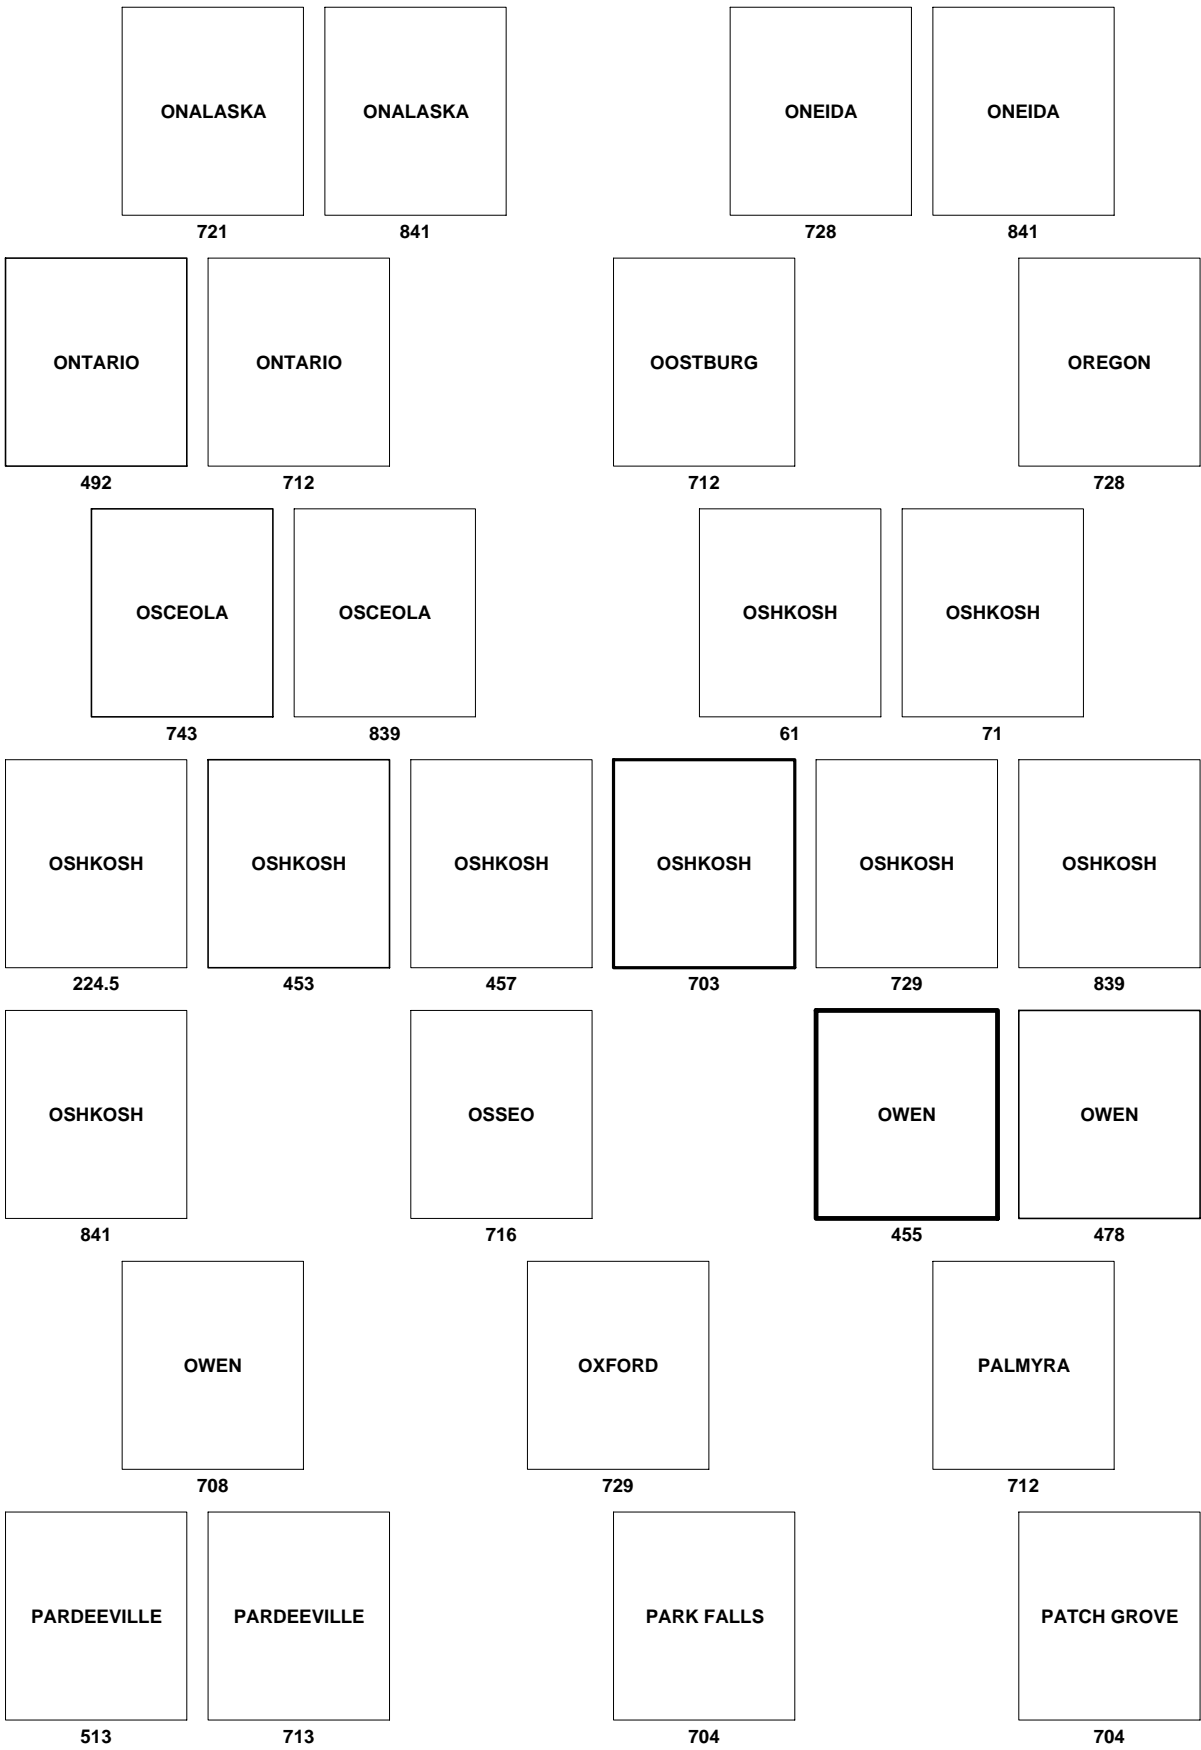 ONALASKA ONALASKA ONEIDA ONEIDA
721 841 728 841
ONTARIO ONTARIO OOSTBURG OREGON
492 712 712 728
OSCEOLA OSCEOLA OSHKOSH OSHKOSH
743 839 61 71
OSHKOSH OSHKOSH OSHKOSH OSHKOSH OSHKOSH OSHKOSH
224.5 453 457 703 729 839
OSHKOSH OSSEO OWEN OWEN
841 716 455 478
OWEN OXFORD PALMYRA
708 729 712
PARDEEVILLE PARDEEVILLE PARK FALLS PATCH GROVE
513 713 704 704